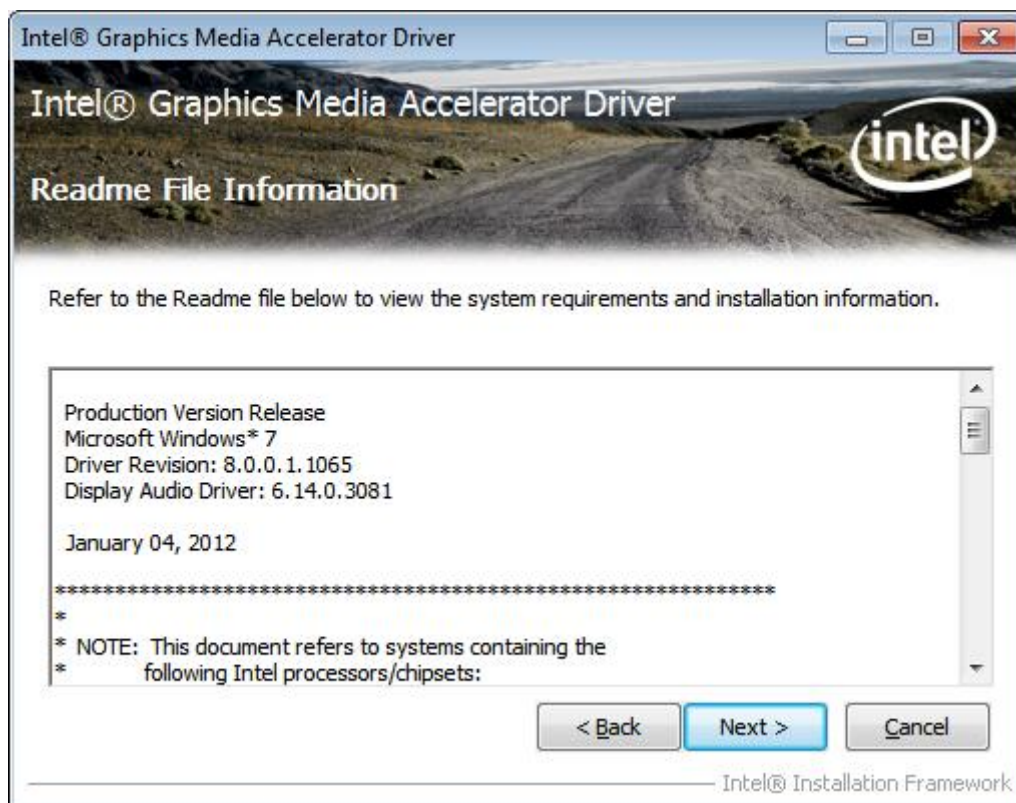 Intel® Graphics Media Accelerator Driver
Intel® Graphics Media Accelerator Driver
intel
Readme File Information
Refer to the Readme file below to view the system requirements and installation information.
Production Version Release
Microsoft Windows* 7
Driver Revision: 8.0.0.1.1065
Display Audio Driver: 6.14.0.3081
January 04, 2012
************************************************************
*
* NOTE: This document refers to systems containing the
* following Intel processors/chipsets:
< Back Next > Cancel
Intel® Installation Framework